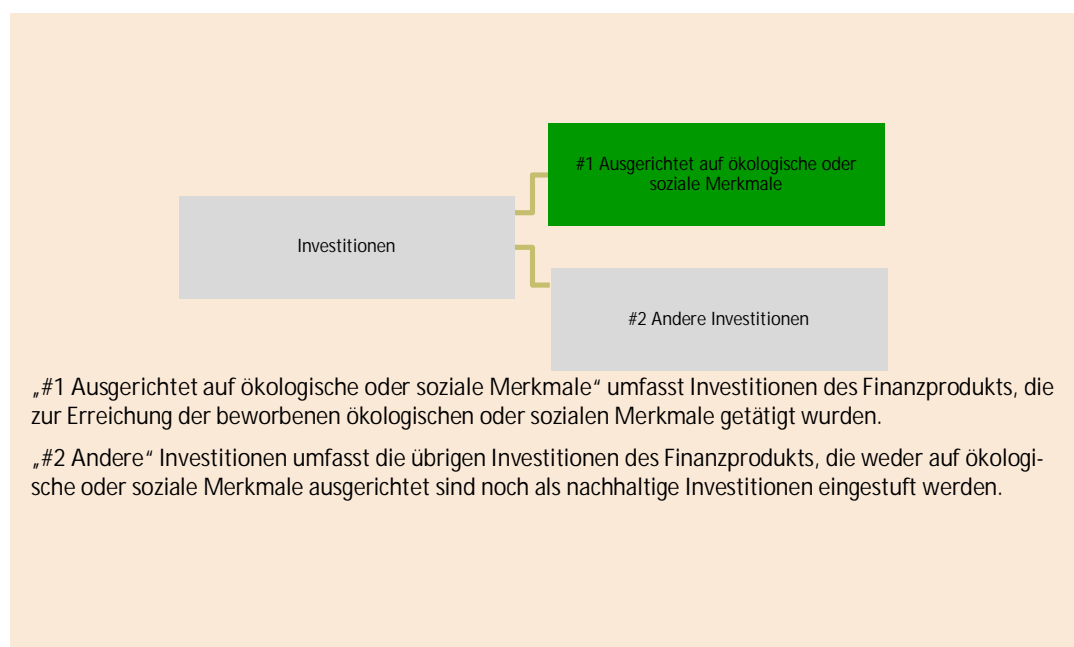 #1 Ausgerichtet auf ökologische oder
soziale Merkmale
Investitionen
#2 Andere Investitionen
„#1 Ausgerichtet auf ökologische oder soziale Merkmale“ umfasst Investitionen des Finanzprodukts, die
zur Erreichung der beworbenen ökologischen oder sozialen Merkmale getätigt wurden.
„#2 Andere“ Investitionen umfasst die übrigen Investitionen des Finanzprodukts, die weder auf ökologi-
sche oder soziale Merkmale ausgerichtet sind noch als nachhaltige Investitionen eingestuft werden.